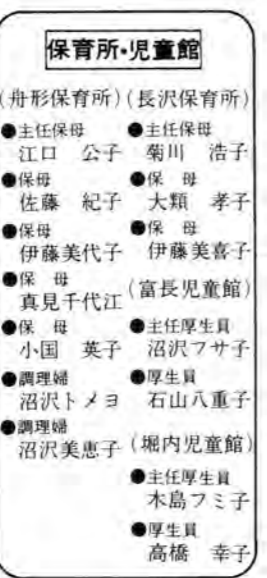 保育所・児童館
(舟形保育所)
●主任保母
江口 公子
●保母
佐藤 紀子
●保母
伊藤美代子
●保 母
真見千代江
●保 母
小国 英子
●調理婦
沼沢トメヨ
●調理婦
沼沢美恵子
(長沢保育所)
●主任保母
菊川 浩子
●保 母
大類 孝子
●保 母
伊藤美喜子
(富長児童館)
●主任厚生員
沼沢フサ子
●厚生員
石山八重子
(堀内児童館)
●主任厚生員
木島フミ子
●厚生員
高橋 幸子